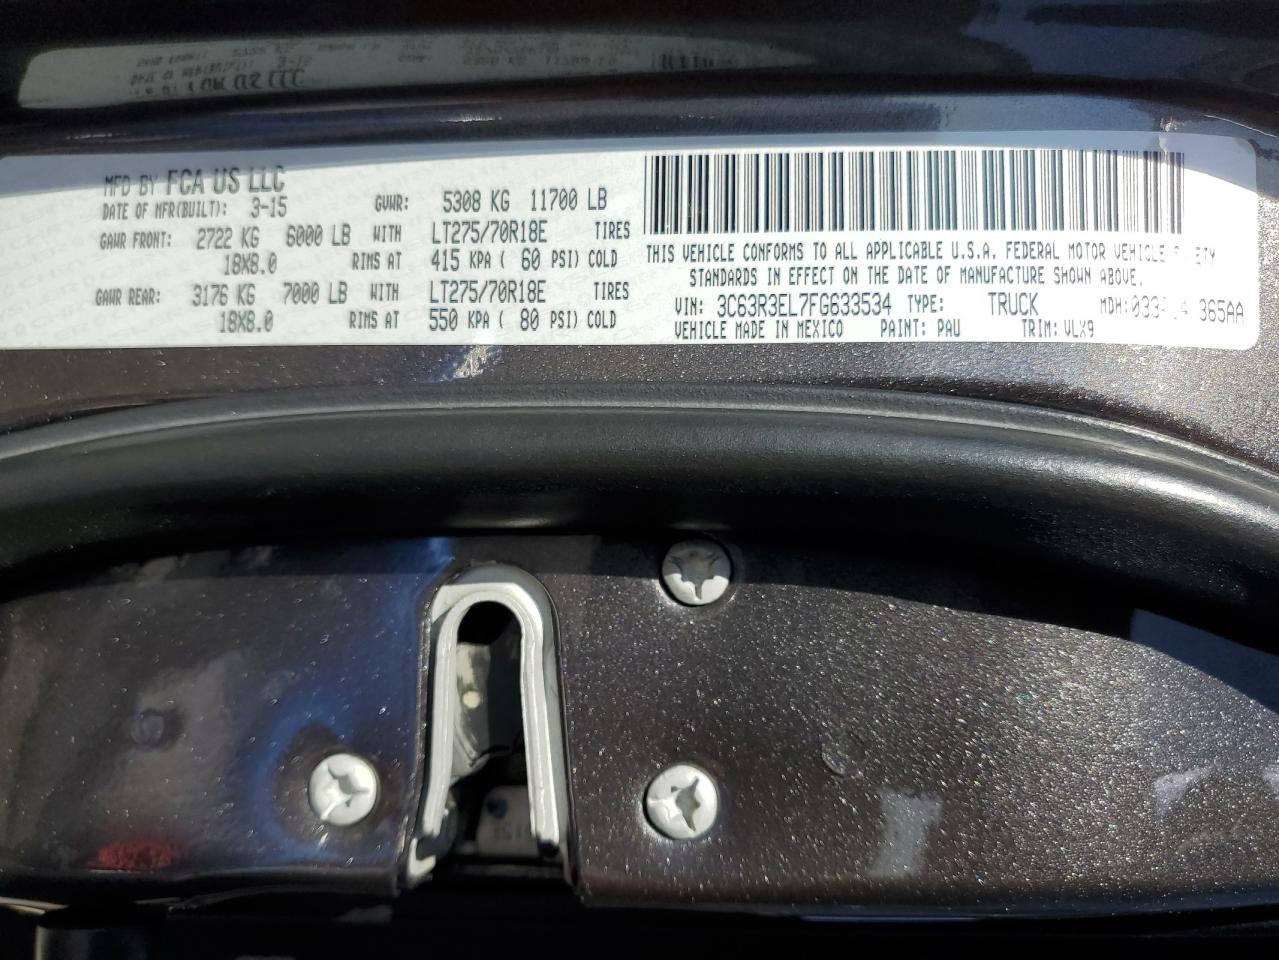 MFD BY FCA US LLC
DATE OF MFR(BUILT): 3-15 GVWR: 5308 KG 11700 LB
GAWR FRONT: 2722 KG 6000 LB WITH LT275/70R18E TIRES
18X8.0 RIMS AT 415 KPA ( 60 PSI) COLD
GAWR REAR: 3176 KG 7000 LB WITH LT275/70R18E TIRES
18X8.0 RIMS AT 550 KPA ( 80 PSI) COLD
THIS VEHICLE CONFORMS TO ALL APPLICABLE U.S.A. FEDERAL MOTOR VEHICLE
STANDARDS IN EFFECT ON THE DATE OF MANUFACTURE SHOWN ABOVE.
VIN: 3C63R3EL7FG633534 TYPE: TRUCK MDH: 365AA
VEHICLE MADE IN MEXICO PAINT: PAU TRIM: VLX9